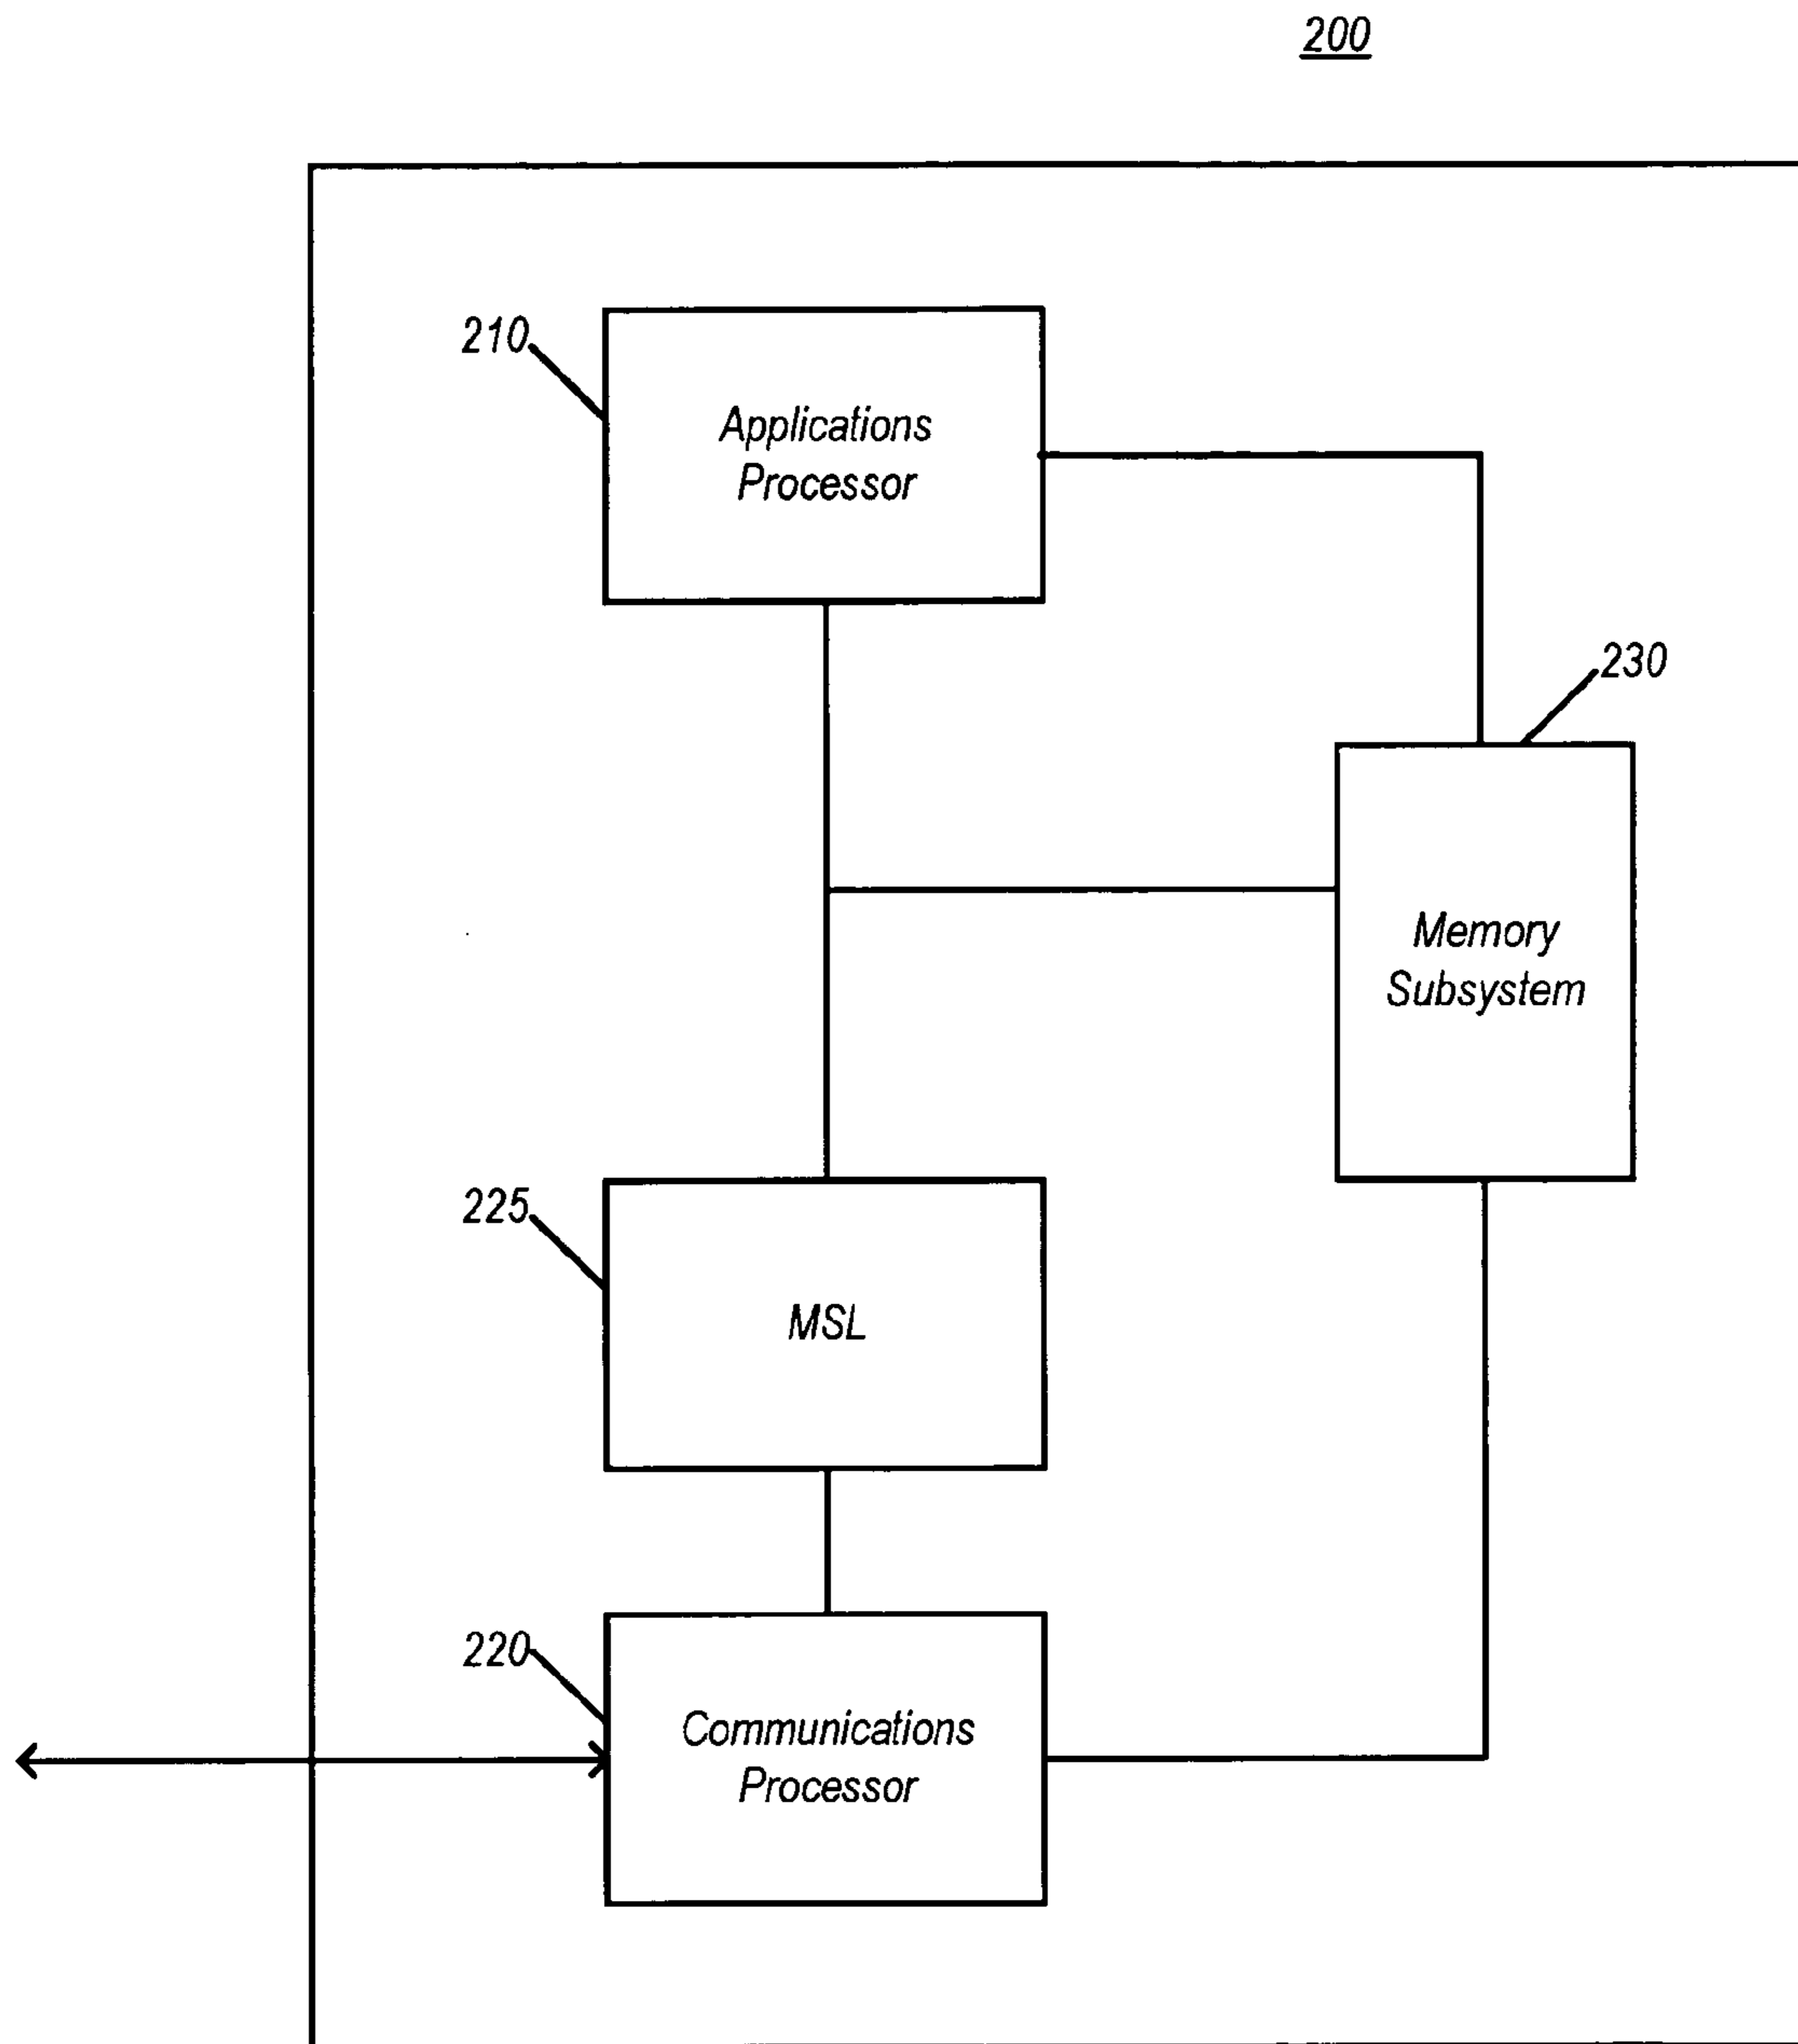 200
210
Applications
Processor
230
Memory
Subsystem
225
MSL
220
Communications
Processor